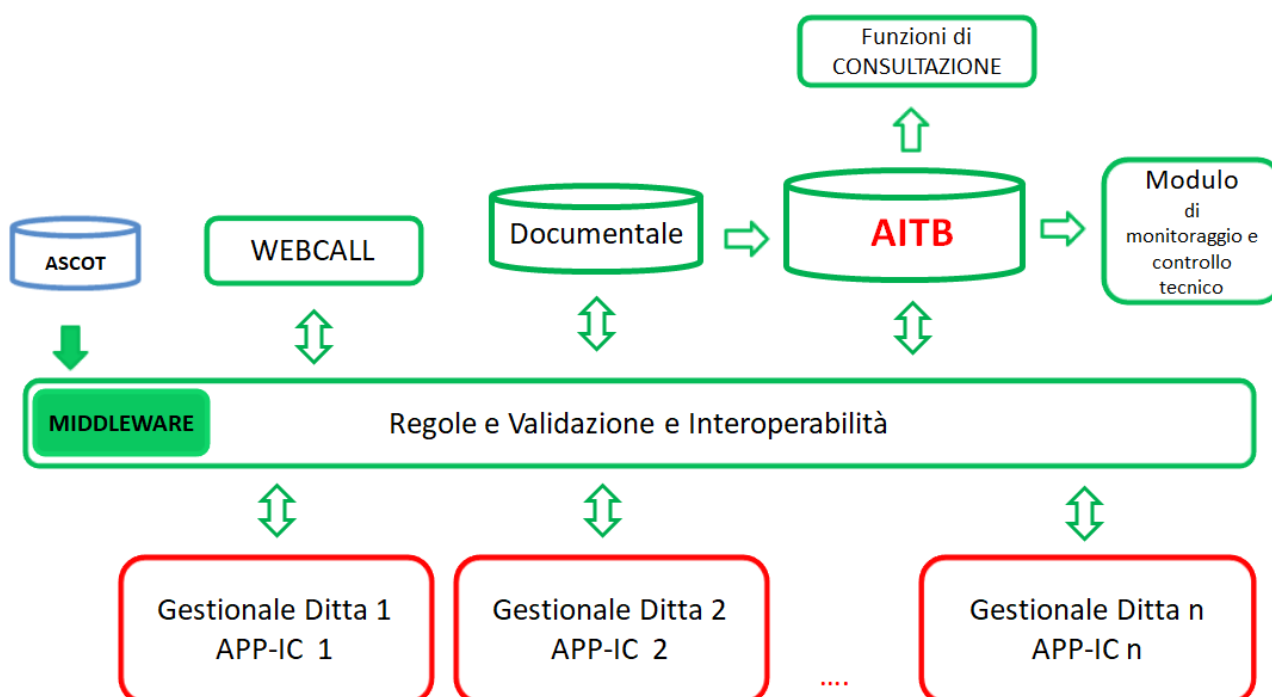 Funzioni di
CONSULTAZIONE
ASCOT
WEBCALL
Documentale
AITB
Modulo
di
monitoraggio e
controllo
tecnico
MIDDLEWARE
Regole e Validazione e Interoperabilità
Gestionale Ditta 1
APP-IC 1
Gestionale Ditta 2
APP-IC 2
....
Gestionale Ditta n
APP-IC n